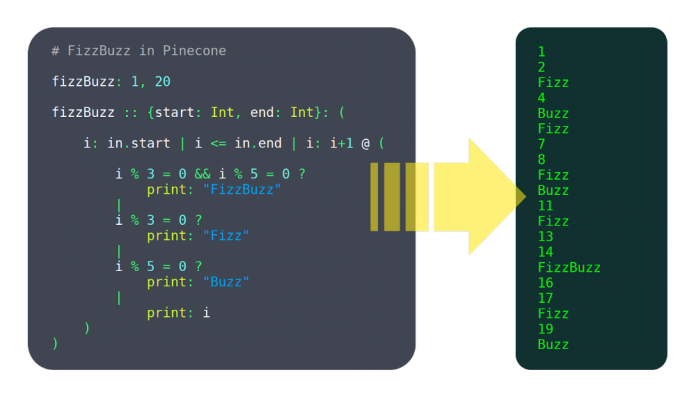 # FizzBuzz in Pinecone
fizzBuzz: 1, 20
fizzBuzz :: {start: Int, end: Int}: (
i: in.start | i <= in.end | i: i+1 @ (
i % 3 = 0 && i % 5 = 0 ?
print: "FizzBuzz"
|
i % 3 = 0 ?
print: "Fizz"
|
i % 5 = 0 ?
print: "Buzz"
|
print: i
)
)
1
2
Fizz
4
Buzz
Fizz
7
8
Fizz
Buzz
11
Fizz
13
14
FizzBuzz
16
17
Fizz
19
Buzz